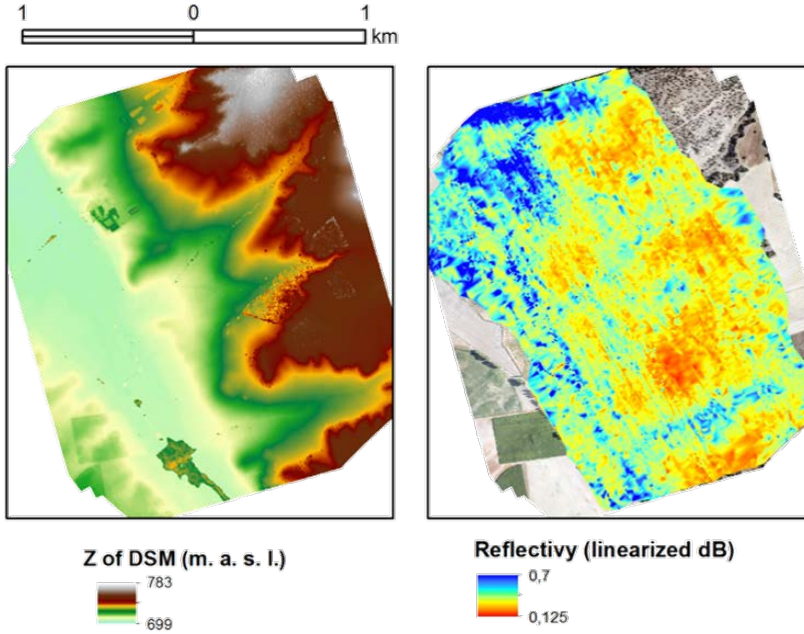 1 0 1
km
Z of DSM (m. a. s. l.)
783
699
Reflectivy (linearized dB)
0,7
0,125